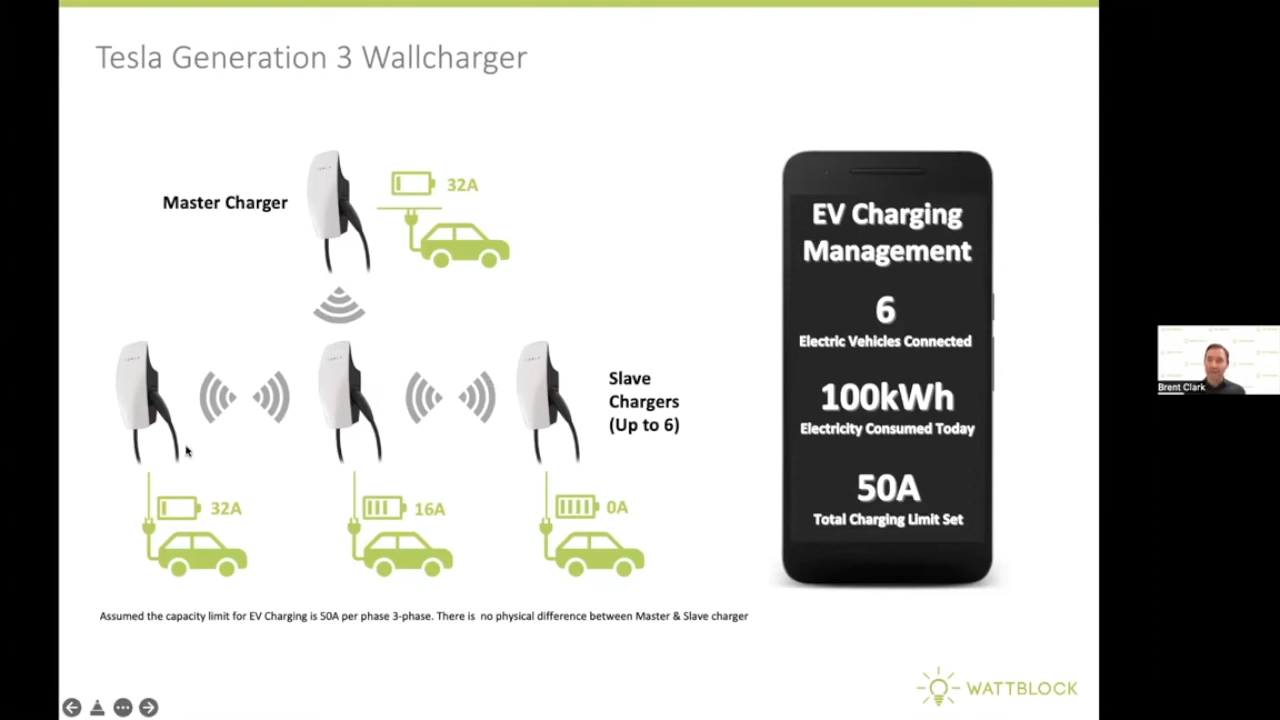 Tesla Generation 3 Wallcharger
Master Charger
32A
Slave
Chargers
(Up to 6)
32A
16A
0A
Assumed the capacity limit for EV Charging is 50A per phase 3-phase. There is  no physical difference between Master & Slave charger
EV Charging
Management
6
Electric Vehicles Connected
100kWh
Electricity Consumed Today
50A
Total Charging Limit Set
WATTBLOCK
Brent Clark